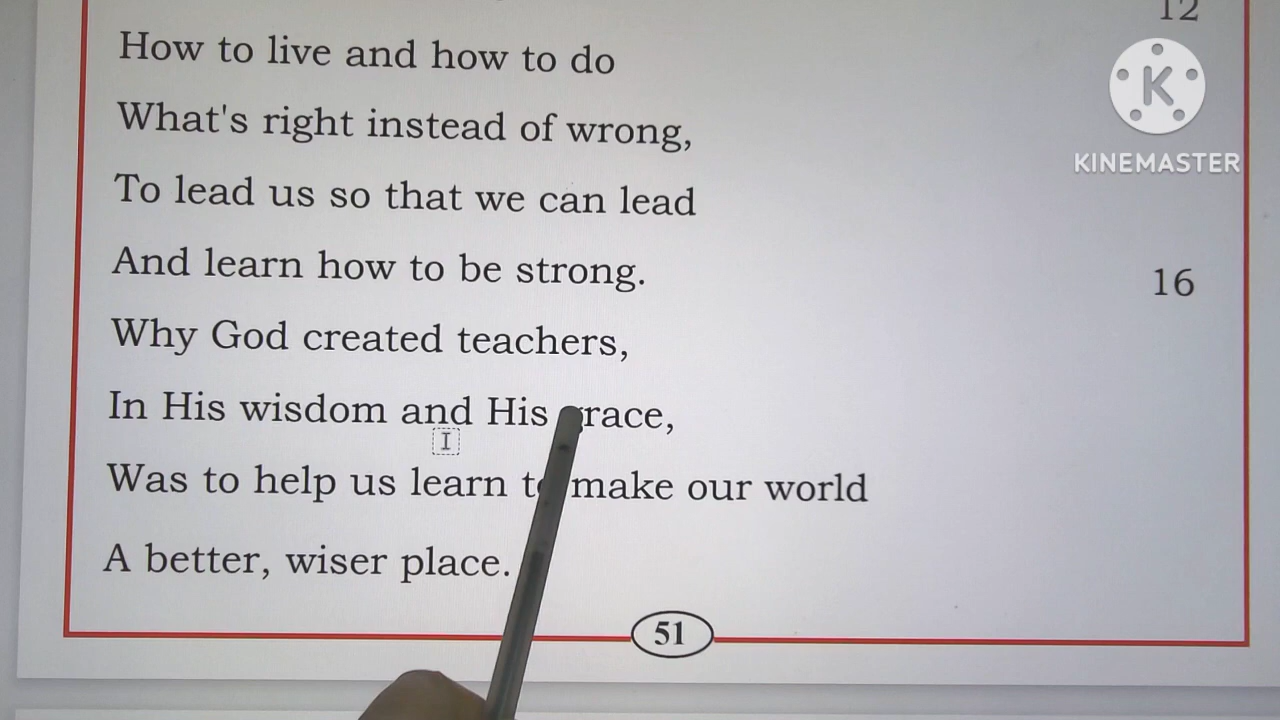 12
How to live and how to do
What's right instead of wrong,
To lead us so that we can lead
And learn how to be strong.
16
Why God created teachers,
In His wisdom and His grace,
Was to help us learn to make our world
A better, wiser place.
51
K
KINEMASTER